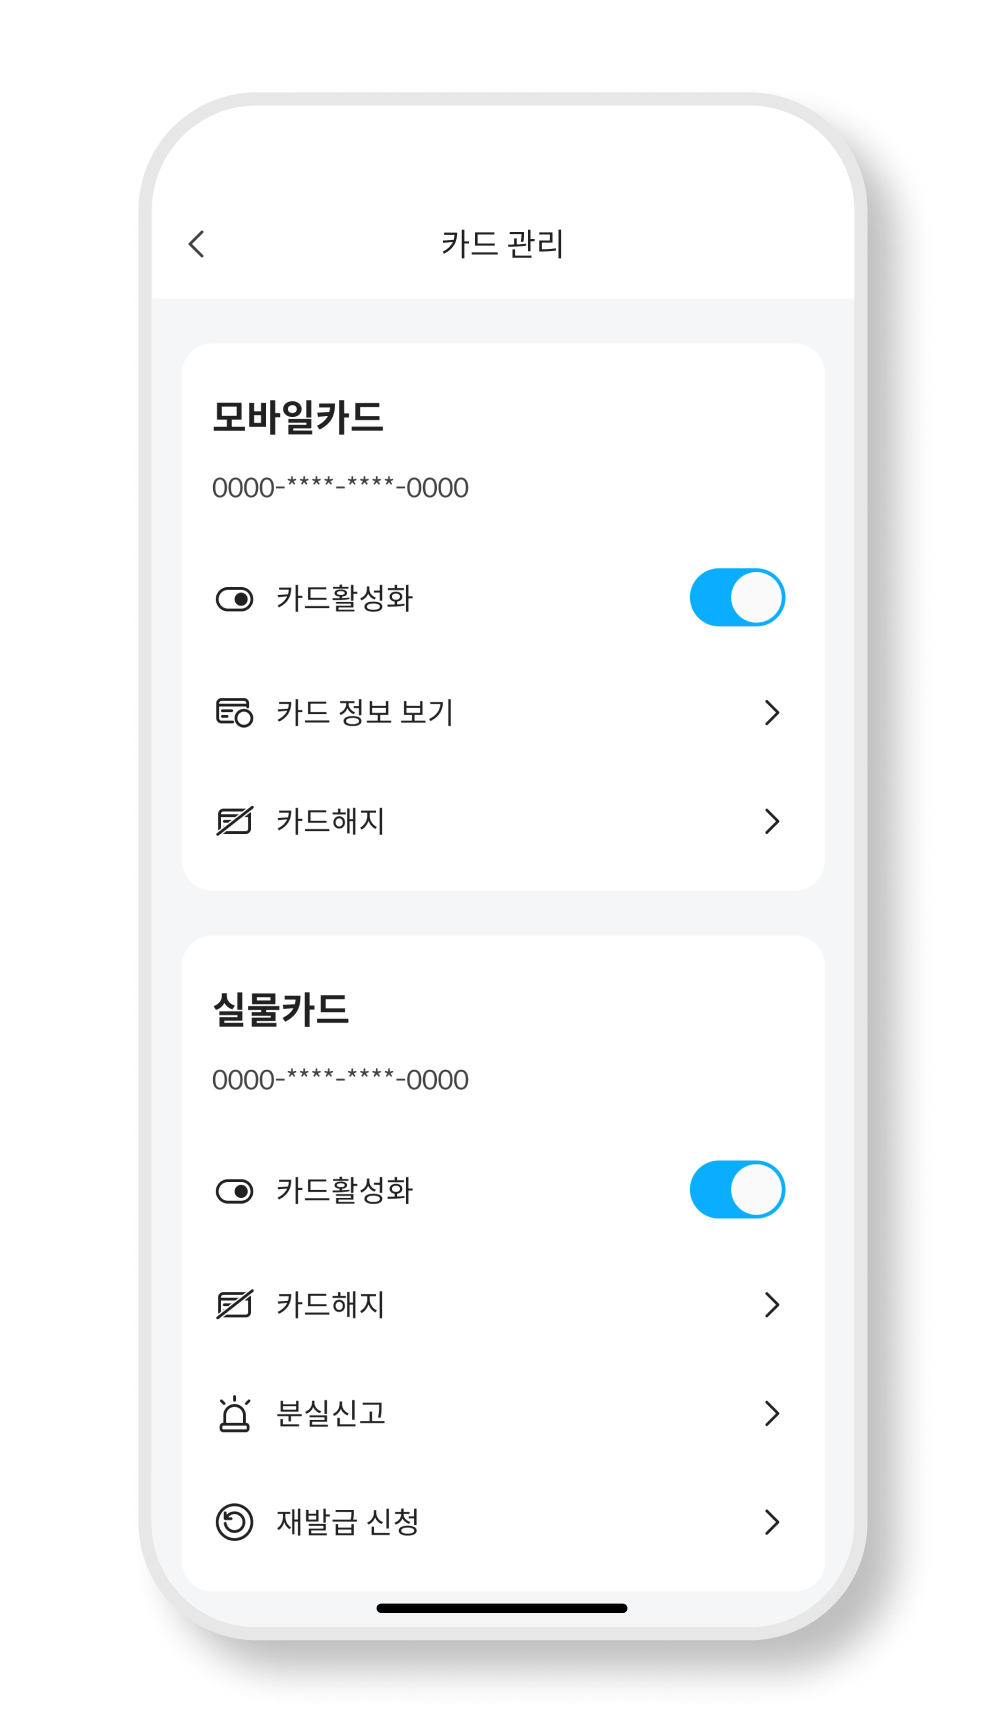 카드 관리
모바일카드
0000-****-****-0000
카드활성화
카드 정보 보기
카드해지
실물카드
0000-****-****-0000
카드활성화
카드해지
분실신고
재발급 신청